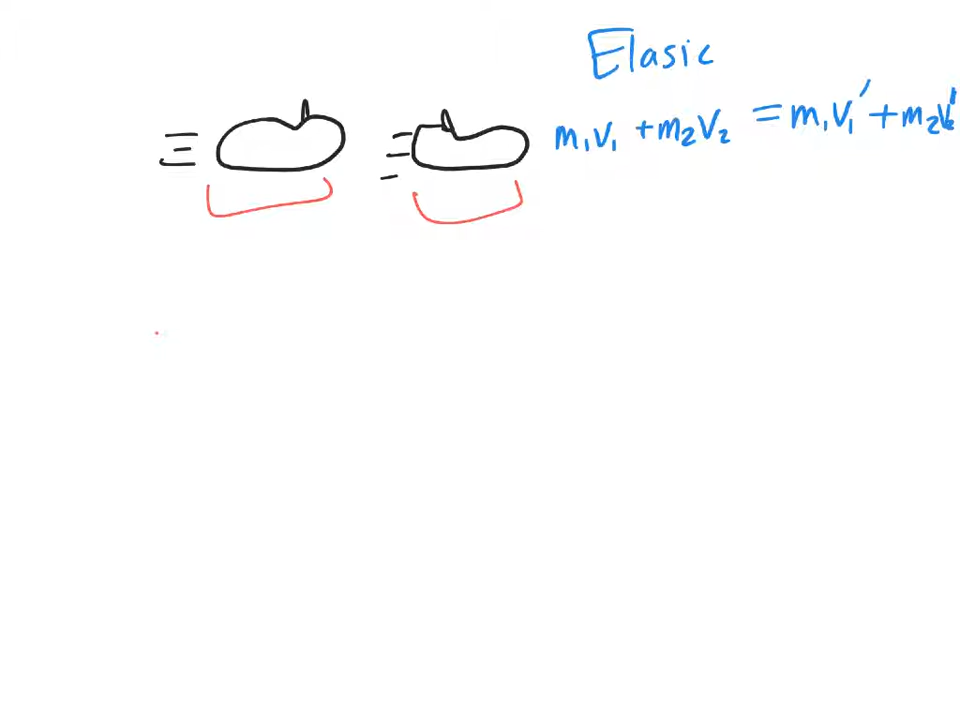 Elasic
m₁v₁ + m₂v₂ = m₁v₁' + m₂v₂'